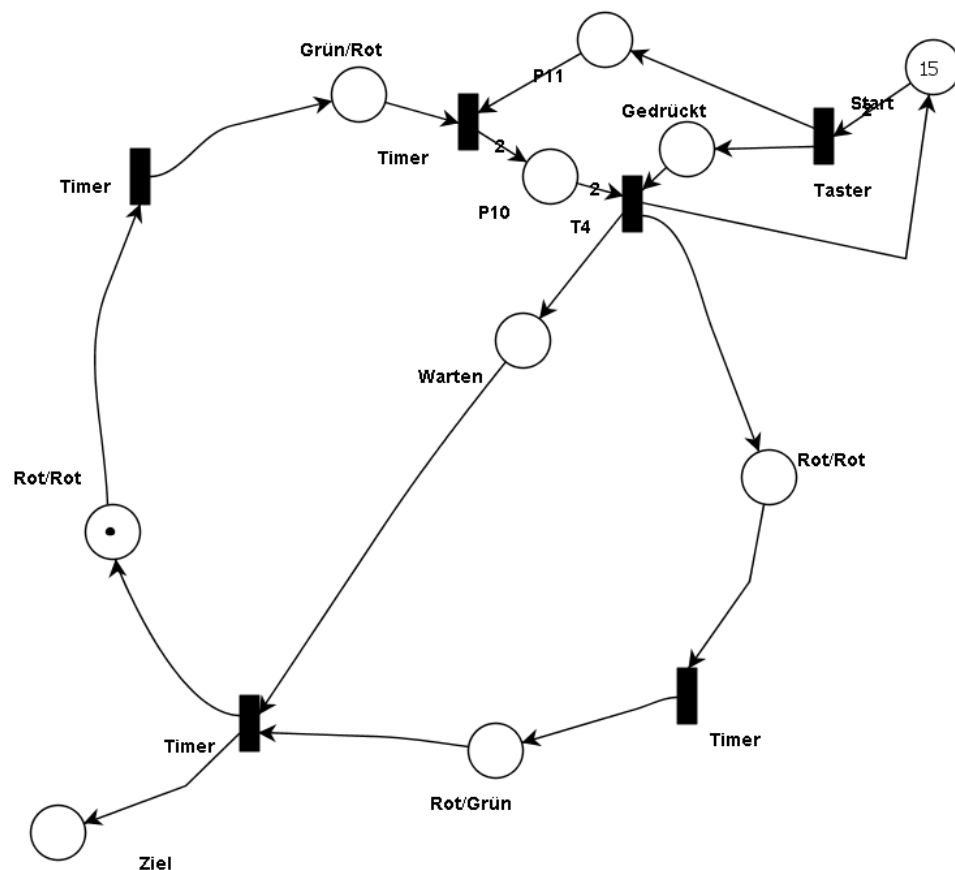 Grün/Rot
P11
15
Start
2
Gedrückt
Timer
2
Timer
Taster
2
P10
T4
Warten
Rot/Rot
Rot/Rot
Timer
Timer
Rot/Grün
Ziel